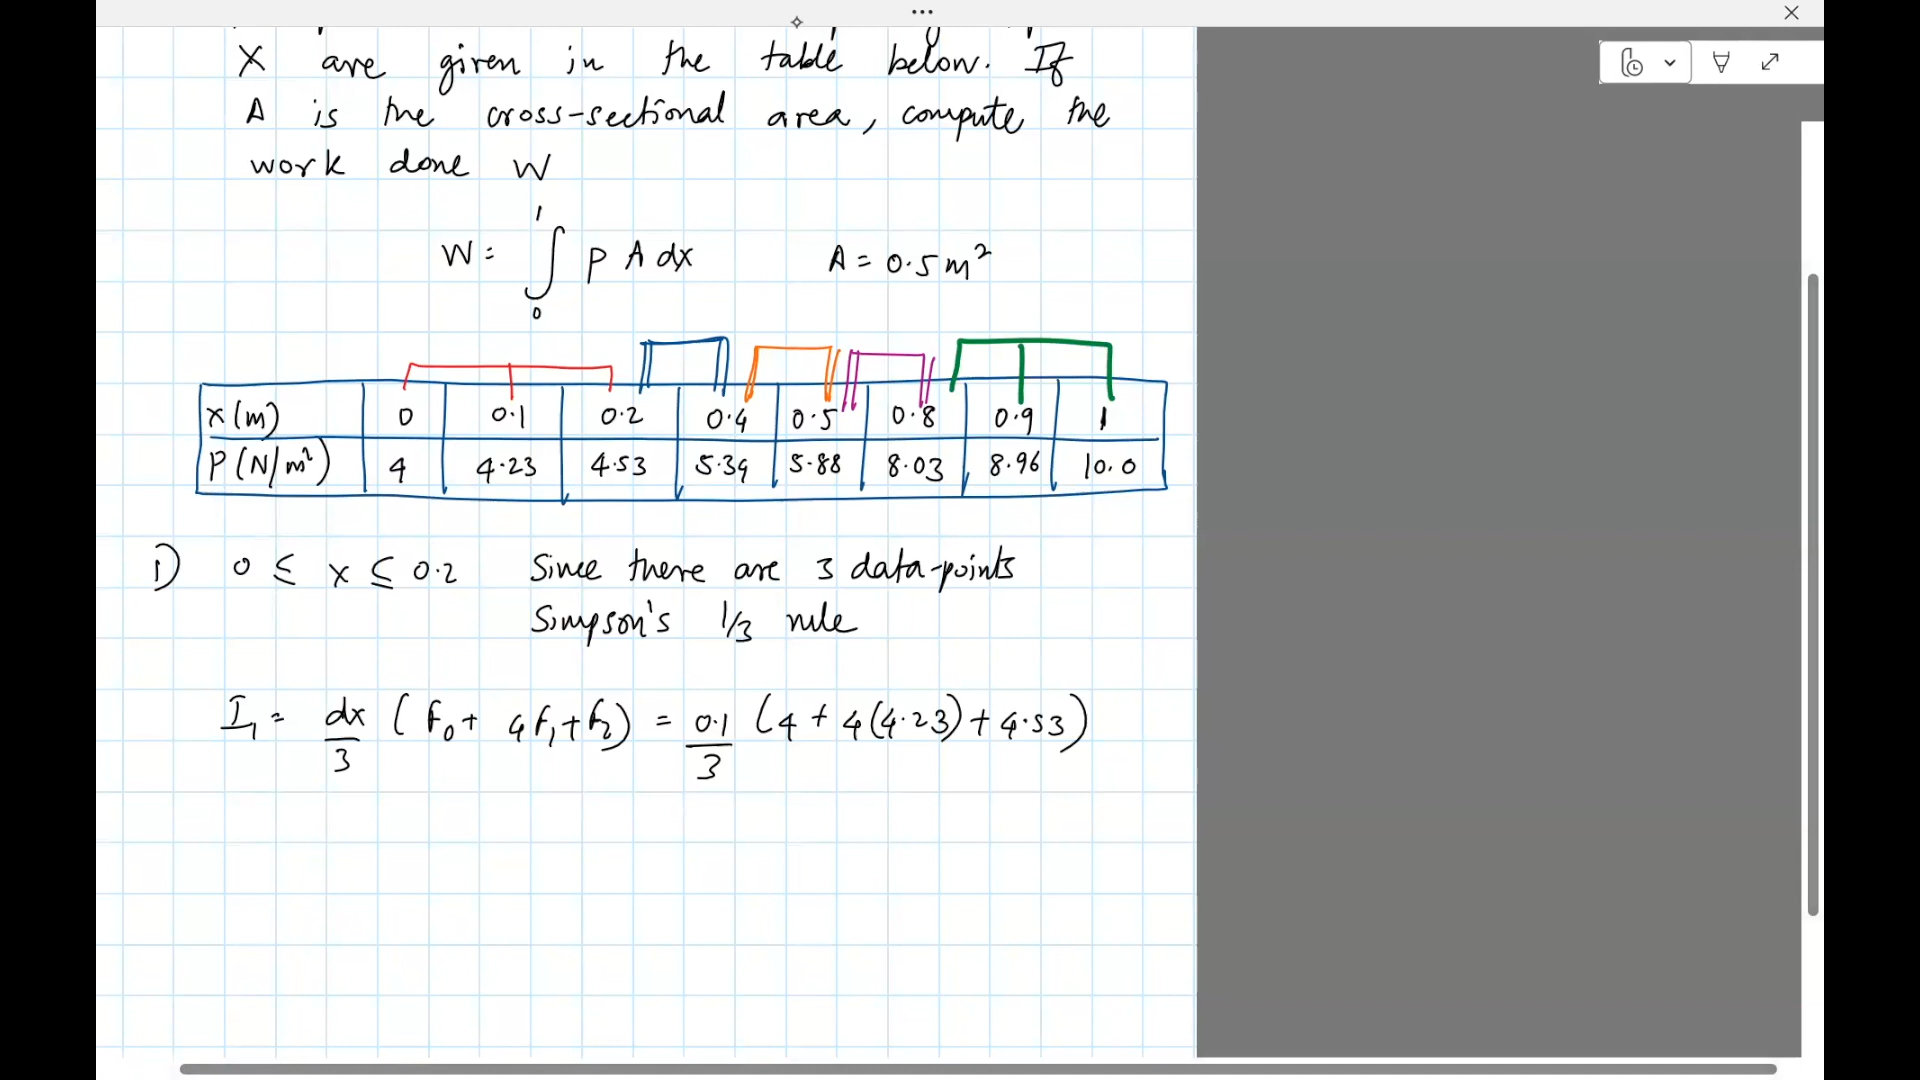 X are given in the table below. If
A is the cross-sectional area, compute the
work done W
W = ∫₀¹ P A dx A = 0.5 m²
x (m) 0 0.1 0.2 0.4 0.5 0.8 0.9 1
P (N/m²) 4 4.23 4.53 5.39 5.88 8.03 8.96 10.0
1) 0 ≤ x ≤ 0.2 Since there are 3 data-points
Simpson's 1/3 rule
I₁ = dx/3 ( f₀ + 4f₁ + f₂ ) = 0.1/3 (4 + 4(4.23) + 4.53)